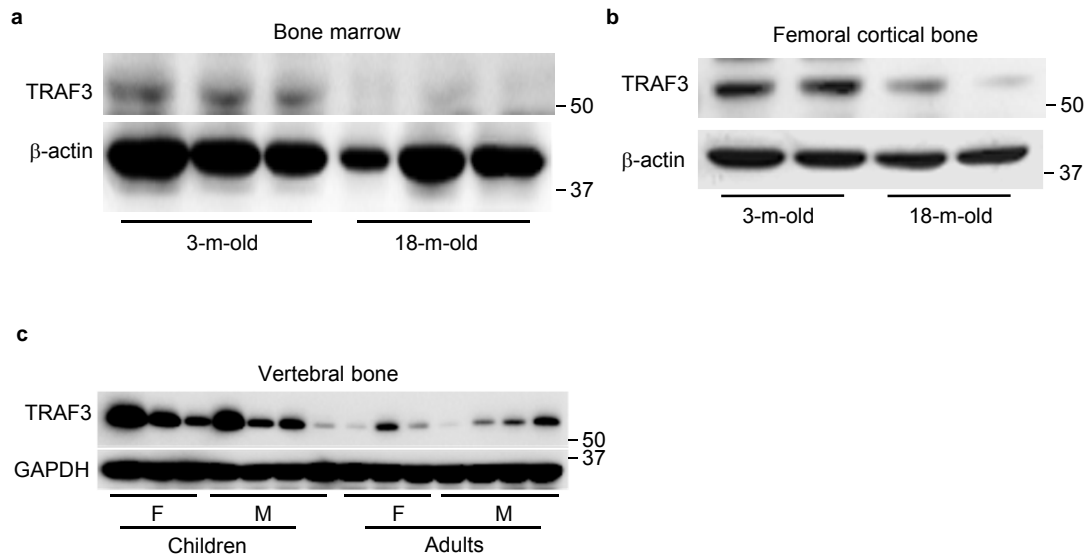 a
Bone marrow
TRAF3
50
β-actin
37
3-m-old 18-m-old
b
Femoral cortical bone
TRAF3
50
β-actin
37
3-m-old 18-m-old
c
Vertebral bone
TRAF3
50
37
GAPDH
F M F M
Children Adults